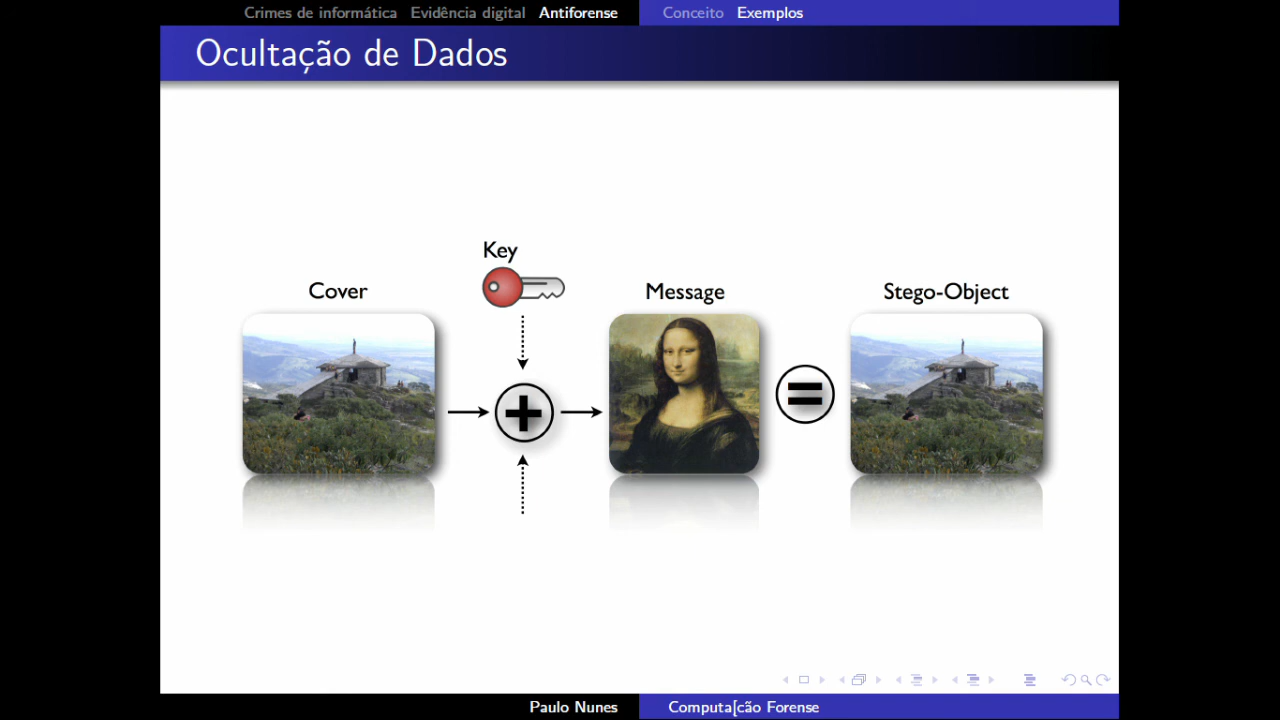 Crimes de informática Evidência digital Antiforense Conceito Exemplos
Ocultação de Dados
Key
Cover
Message
Stego-Object
Paulo Nunes
Computa[cão Forense